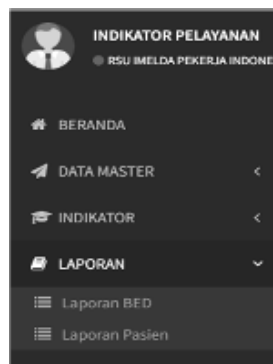 INDIKATOR PELAYANAN
RSU IMELDA PEKERJA INDONE
BERANDA
DATA MASTER
INDIKATOR
LAPORAN
Laporan BED
Laporan Pasien